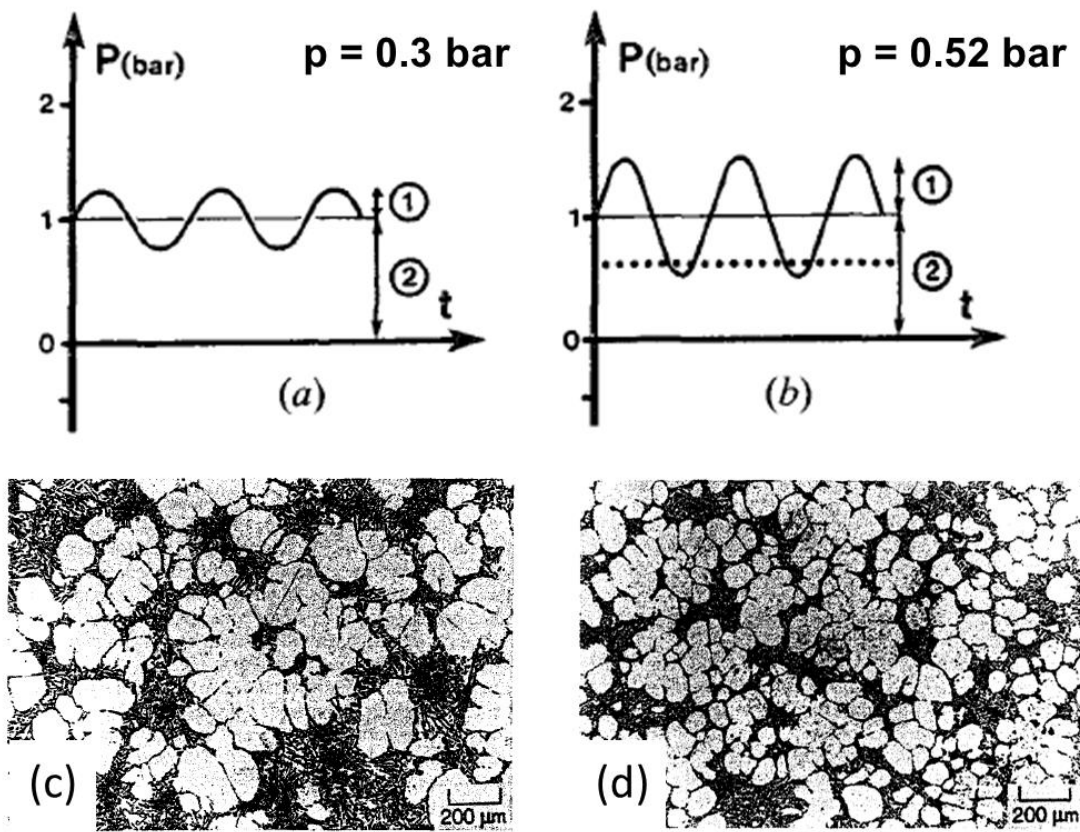 P(bar)
p = 0.3 bar
2
1
①
②
t
0
(a)
P(bar)
p = 0.52 bar
2
1
①
②
t
0
(b)
(c)
200 μm
(d)
200 μm